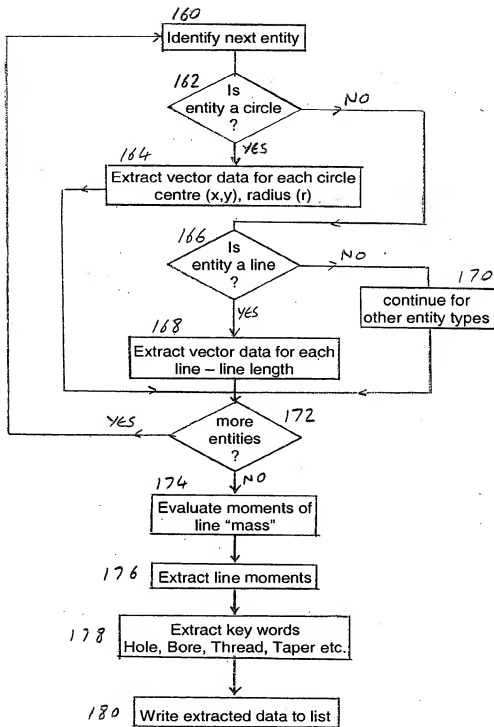 160
Identify next entity
162
Is
entity a circle
?
NO
YES
164
Extract vector data for each circle
centre (x,y), radius (r)
166
Is
entity a line
?
NO
170
continue for
other entity types
YES
168
Extract vector data for each
line – line length
YES
more
entities
?
172
NO
174
Evaluate moments of
line "mass"
176
Extract line moments
178
Extract key words
Hole, Bore, Thread, Taper etc.
180
Write extracted data to list